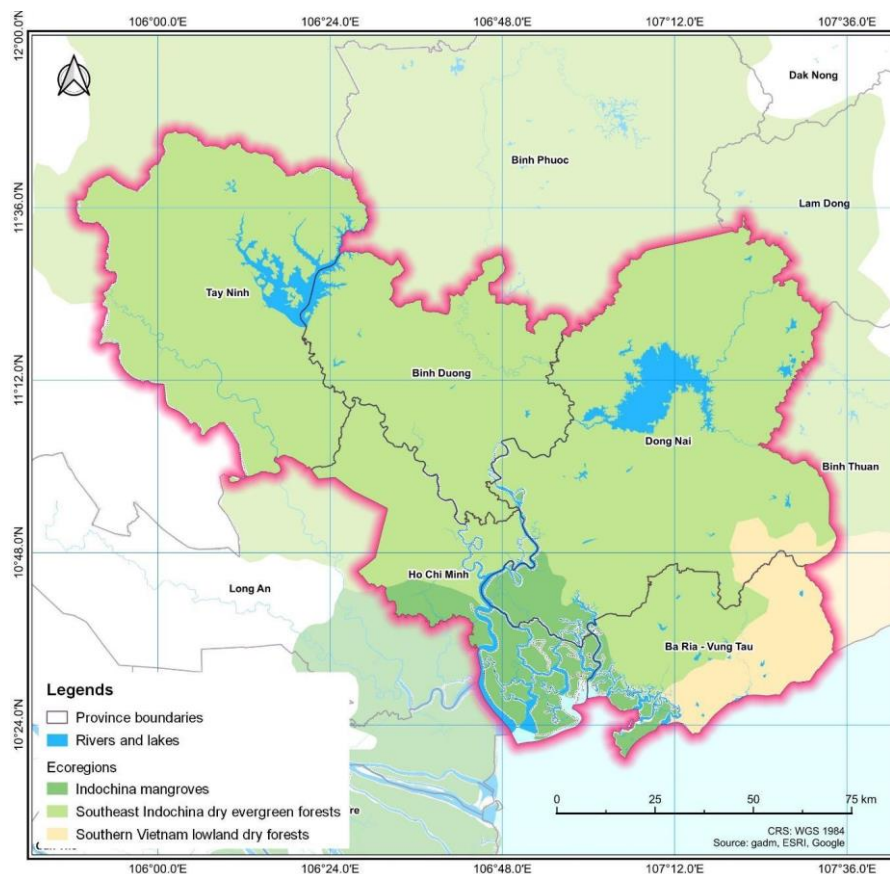 106°00.0'E 106°24.0'E 106°48.0'E 107°12.0'E 107°36.0'E
12°00.0'N
Dak Nong
Binh Phuoc
11°36.0'N
Lam Dong
Tay Ninh
11°12.0'N
Binh Duong
Dong Nai
Binh Thuan
10°48.0'N
Ho Chi Minh
Long An
Ba Ria - Vung Tau
Legends
Province boundaries
Rivers and lakes
10°24.0'N
Ecoregions
Indochina mangroves
Southeast Indochina dry evergreen forests
Southern Vietnam lowland dry forests
0 25 50 75 km
CRS: WGS 1984
Source: gadm, ESRI, Google
106°00.0'E 106°24.0'E 106°48.0'E 107°12.0'E 107°36.0'E